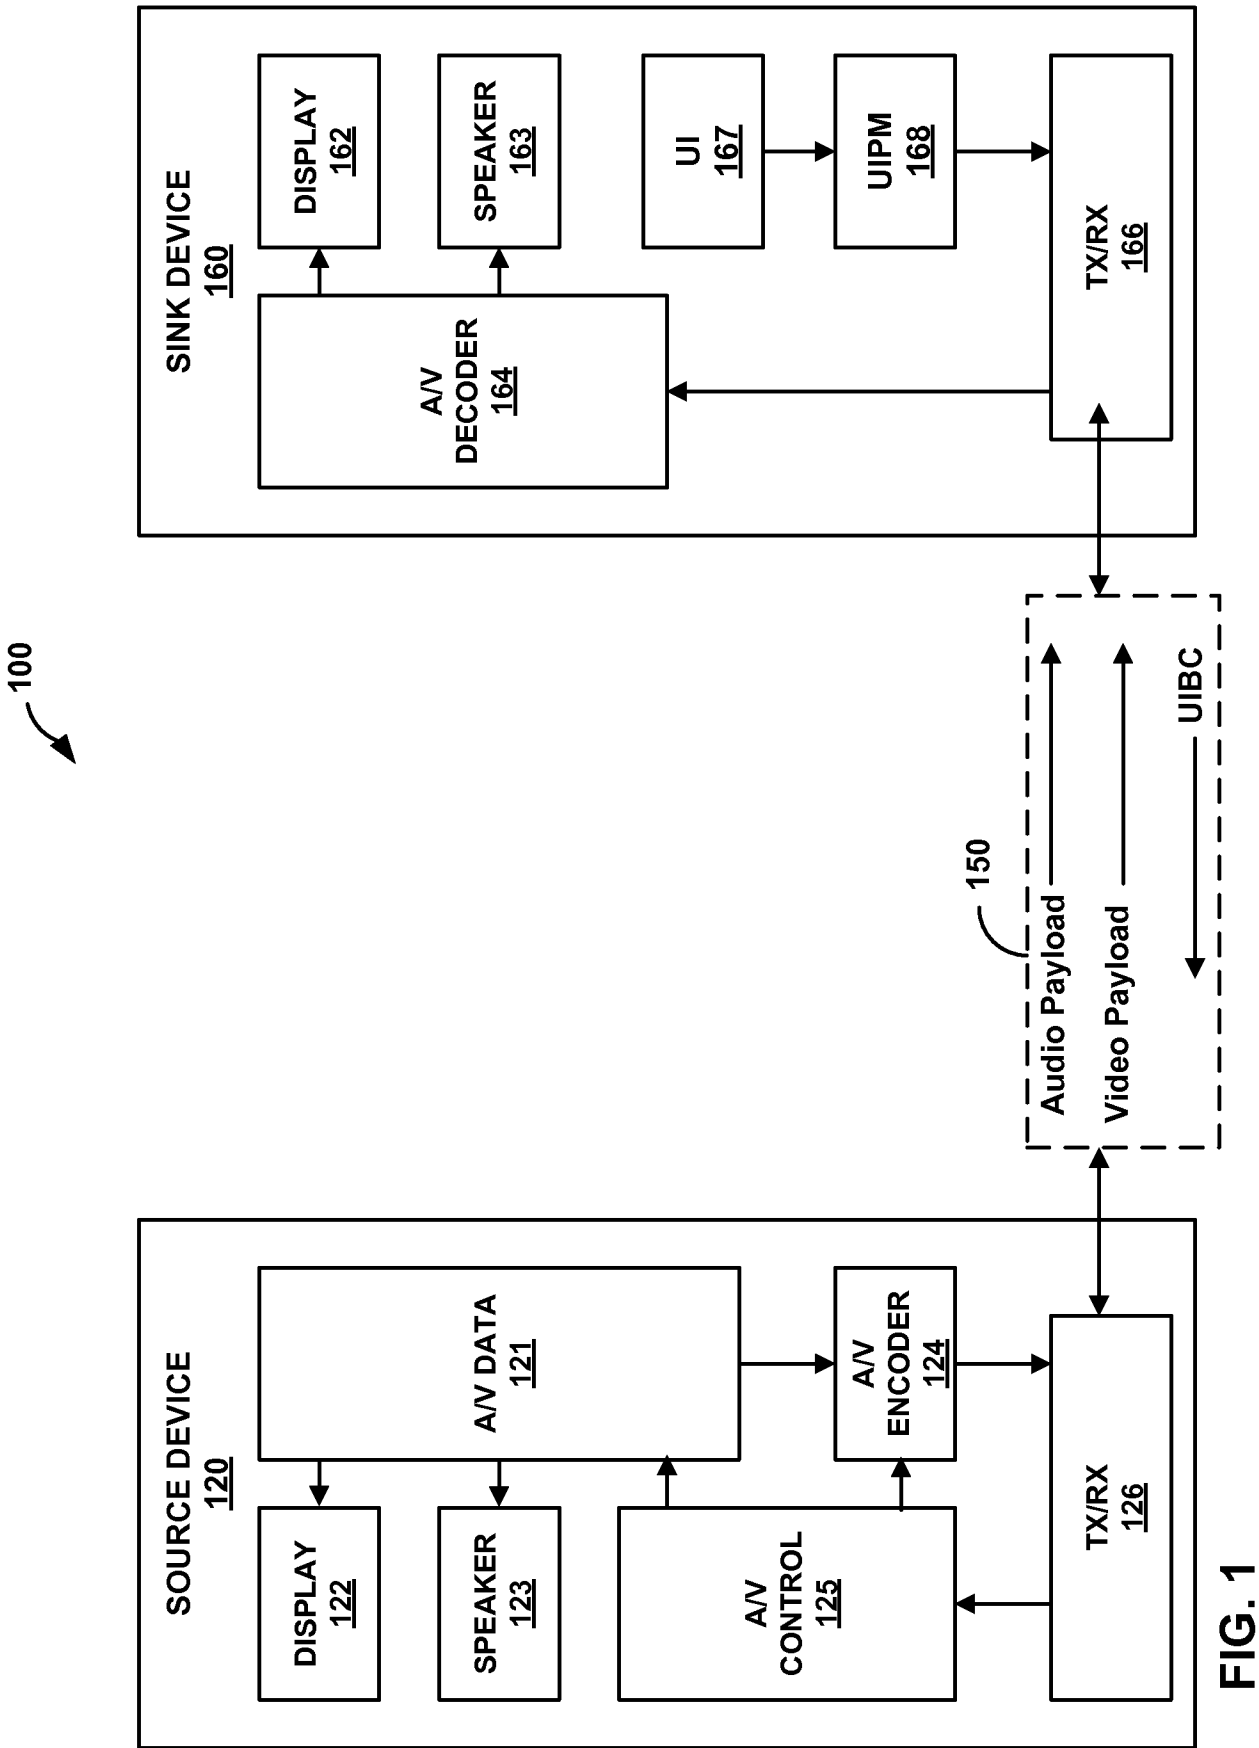 100
SOURCE DEVICE
120
DISPLAY
122
SPEAKER
123
A/V DATA
121
A/V
CONTROL
125
A/V
ENCODER
124
TX/RX
126
150
Audio Payload
Video Payload
UIBC
SINK DEVICE
160
A/V
DECODER
164
DISPLAY
162
SPEAKER
163
UI
167
UIPM
168
TX/RX
166
FIG. 1